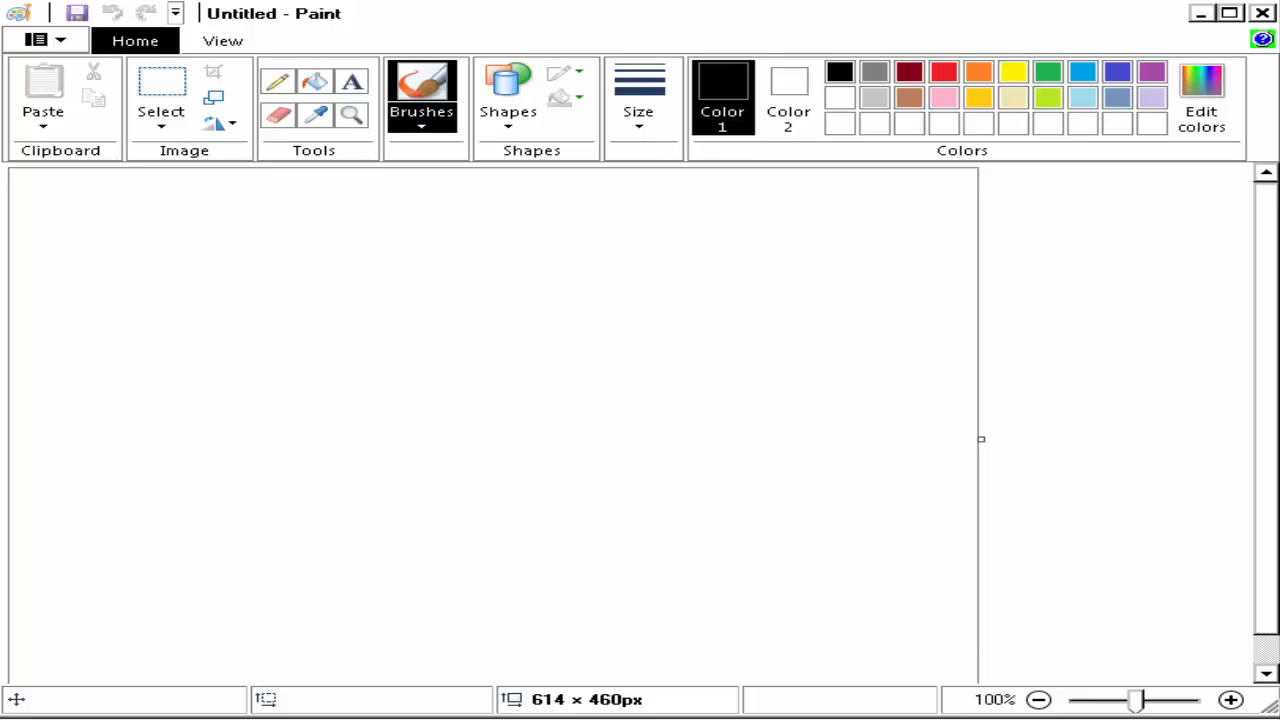 Untitled - Paint
Home View
Paste
Select
A
Brushes
Shapes
Size
Color 1
Color 2
Edit colors
Clipboard
Image
Tools
Shapes
Colors
614 × 460px
100%